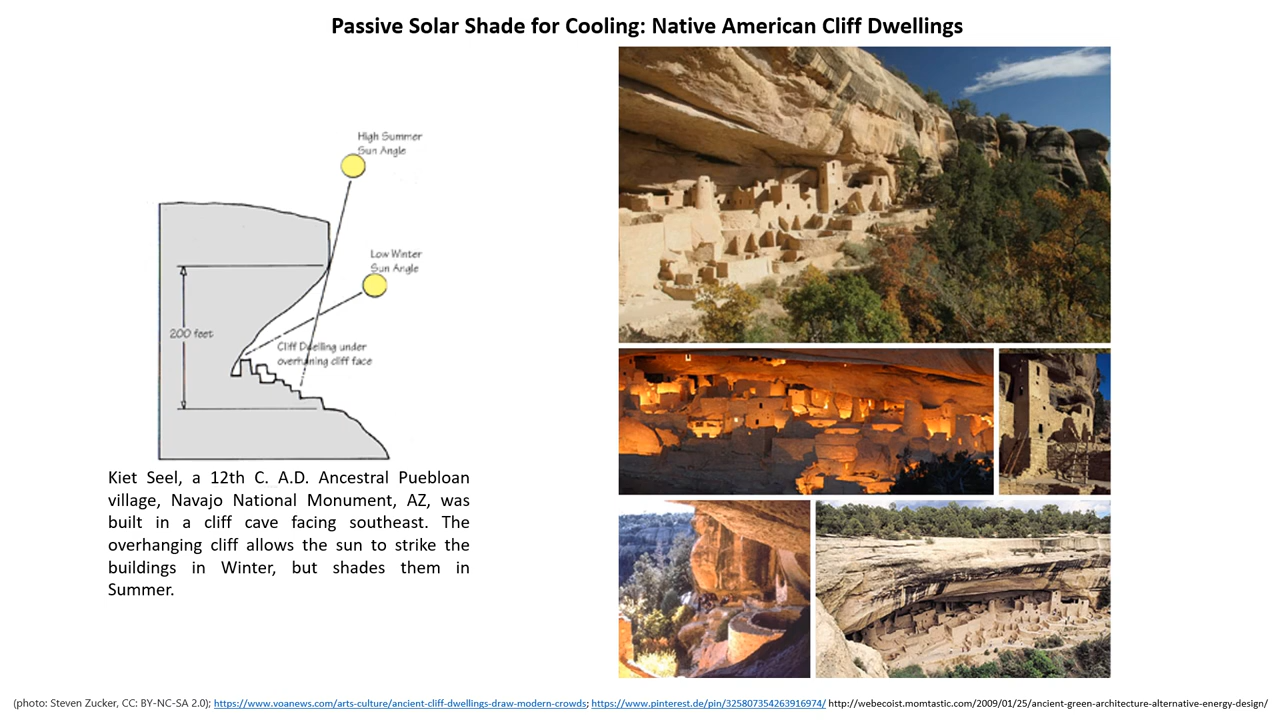 Passive Solar Shade for Cooling: Native American Cliff Dwellings
High Summer
Sun Angle
Low Winter
Sun Angle
200 feet
Cliff Dwelling under
overhaning cliff face
Kiet Seel, a 12th C. A.D. Ancestral Puebloan
village, Navajo National Monument, AZ, was
built in a cliff cave facing southeast. The
overhanging cliff allows the sun to strike the
buildings in Winter, but shades them in
Summer.
(photo: Steven Zucker, CC: BY-NC-SA 2.0); https://www.voanews.com/arts-culture/ancient-cliff-dwellings-draw-modern-crowds; https://www.pinterest.de/pin/325807354263916974/ http://webecoist.momtastic.com/2009/01/25/ancient-green-architecture-alternative-energy-design/